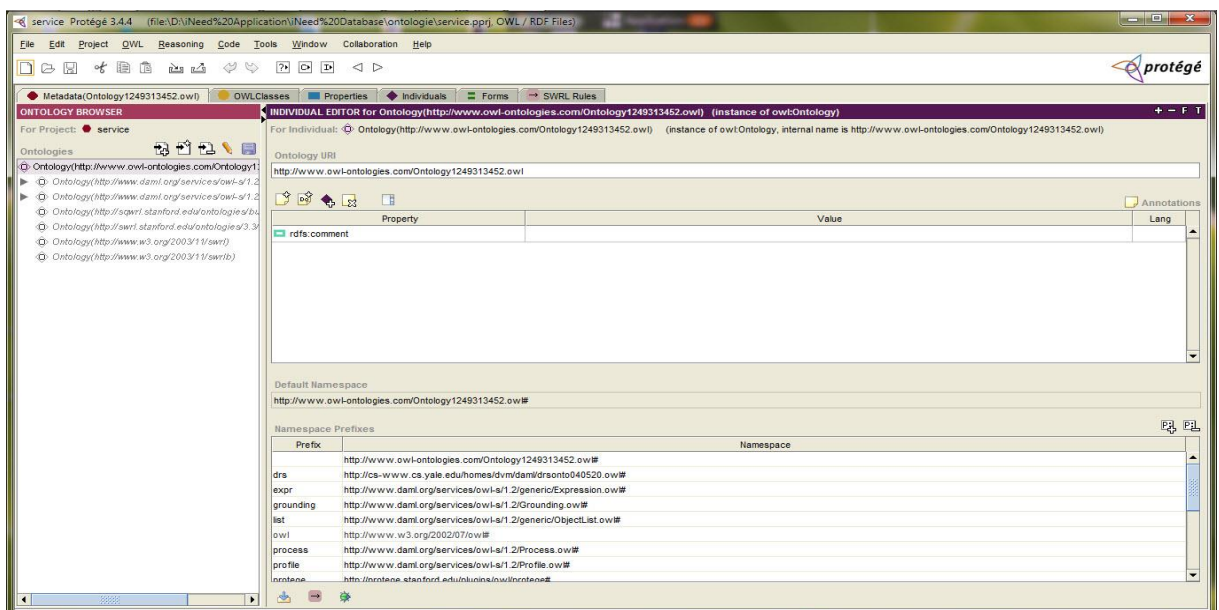 service Protégé 3.4.4 (file:\D:\iNeed%20Application\iNeed%20Database\ontologie\service.pprj, OWL / RDF Files)
File Edit Project OWL Reasoning Code Tools Window Collaboration Help
protégé
Metadata(Ontology1249313452.owl) OWLClasses Properties Individuals Forms SWRL Rules
ONTOLOGY BROWSER
For Project: service
Ontologies
Ontology(http://www.owl-ontologies.com/Ontology1
Ontology(http://www.daml.org/services/owl-s/1.2
Ontology(http://www.daml.org/services/owl-s/1.2
Ontology(http://sqwrl.stanford.edu/ontologies/bu
Ontology(http://swrl.stanford.edu/ontologies/3.3/
Ontology(http://www.w3.org/2003/11/swrl)
Ontology(http://www.w3.org/2003/11/swrlb)
INDIVIDUAL EDITOR for Ontology(http://www.owl-ontologies.com/Ontology1249313452.owl) (instance of owl:Ontology)
+ - F T
For Individual: Ontology(http://www.owl-ontologies.com/Ontology1249313452.owl) (instance of owl:Ontology, internal name is http://www.owl-ontologies.com/Ontology1249313452.owl)
Ontology URI
http://www.owl-ontologies.com/Ontology1249313452.owl
Annotations
Property Value Lang
rdfs:comment
Default Namespace
http://www.owl-ontologies.com/Ontology1249313452.owl#
Namespace Prefixes
Prefix Namespace
http://www.owl-ontologies.com/Ontology1249313452.owl#
drs http://cs-www.cs.yale.edu/homes/dvm/daml/drsonto040520.owl#
expr http://www.daml.org/services/owl-s/1.2/generic/Expression.owl#
grounding http://www.daml.org/services/owl-s/1.2/Grounding.owl#
list http://www.daml.org/services/owl-s/1.2/generic/ObjectList.owl#
owl http://www.w3.org/2002/07/owl#
process http://www.daml.org/services/owl-s/1.2/Process.owl#
profile http://www.daml.org/services/owl-s/1.2/Profile.owl#
protege http://protege.stanford.edu/plugins/owl/protege#